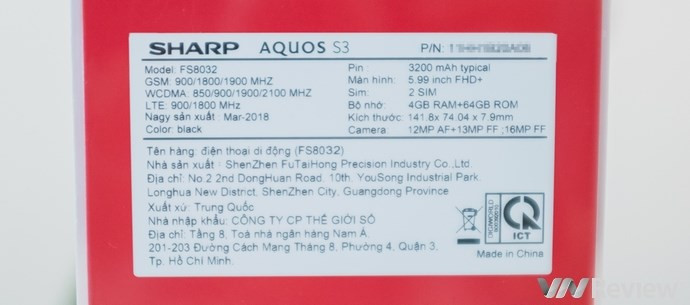 SHARP AQUOS S3 P/N:
Model: FS8032 Pin : 3200 mAh typical
GSM: 900/1800/1900 MHZ Màn hình: 5.99 inch FHD+
WCDMA: 850/900/1900/2100 MHZ Sim: 2 SIM
LTE: 900/1800 MHZ Bộ nhớ: 4GB RAM+64GB ROM
Nagy sản xuất : Mar-2018 Kích thước: 141.8x 74.04 x 7.9mm
Color: black Camera: 12MP AF+13MP FF ;16MP FF
Tên hàng: điện thoại di động (FS8032)
Nhà sản xuất : ShenZhen FuTaiHong Precision Industry Co.,Ltd.
Địa chỉ: No.2 2nd DongHuan Road. 10th. YouSong Industrial Park.
Longhua New District, ShenZhen City, Guangdong Province
Xuất xứ: Trung Quốc
Nhà nhập khẩu: CÔNG TY CP THẾ GIỚI SỐ
Địa chỉ: Tầng 8, Toà nhà ngân hàng Nam Á.
201-203 Đường Cách Mạng Tháng 8, Phường 4, Quận 3,
Tp. Hồ Chí Minh.
ICT
Made in China
VNReview